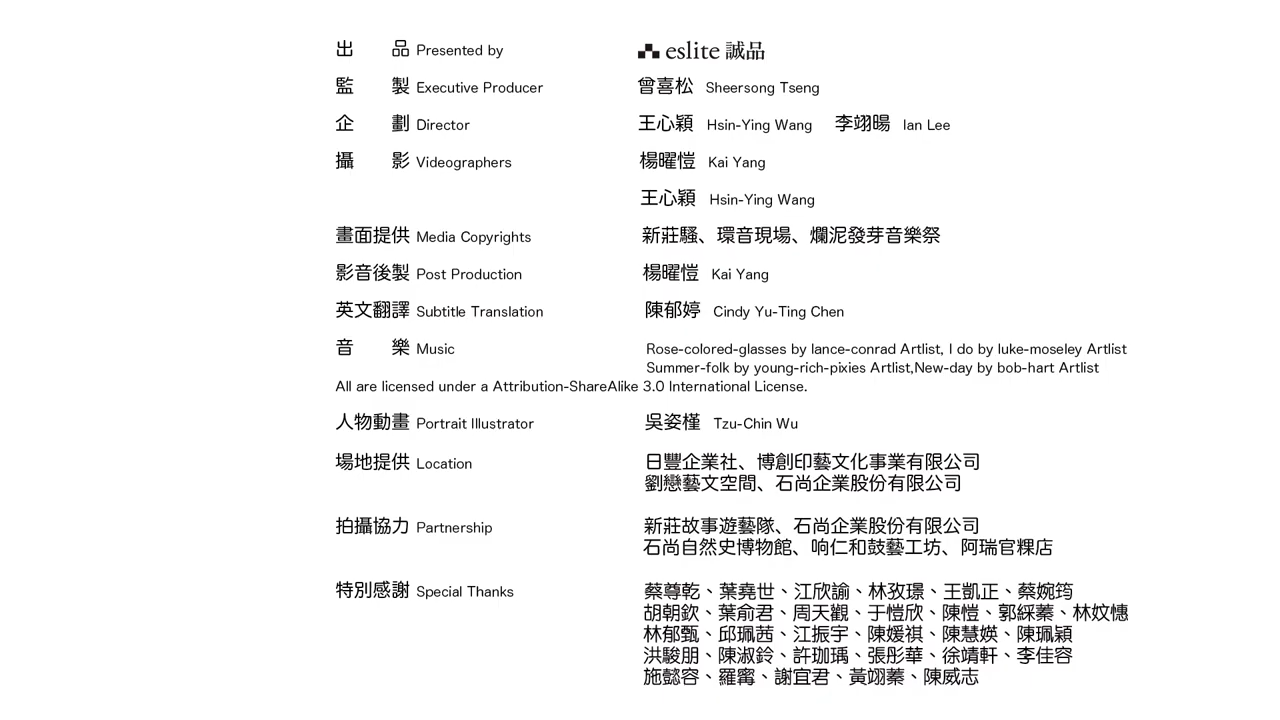 出 品 Presented by eslite 誠品
監 製 Executive Producer 曾喜松 Sheersong Tseng
企 劃 Director 王心穎 Hsin-Ying Wang 李翊暘 Ian Lee
攝 影 Videographers 楊曜愷 Kai Yang
王心穎 Hsin-Ying Wang
畫面提供 Media Copyrights 新莊騷、環音現場、爛泥發芽音樂祭
影音後製 Post Production 楊曜愷 Kai Yang
英文翻譯 Subtitle Translation 陳郁婷 Cindy Yu-Ting Chen
音 樂 Music Rose-colored-glasses by lance-conrad Artlist, I do by luke-moseley Artlist
Summer-folk by young-rich-pixies Artlist,New-day by bob-hart Artlist
All are licensed under a Attribution-ShareAlike 3.0 International License.
人物動畫 Portrait Illustrator 吳姿槿 Tzu-Chin Wu
場地提供 Location 日豐企業社、博創印藝文化事業有限公司
劉戀藝文空間、石尚企業股份有限公司
拍攝協力 Partnership 新莊故事遊藝隊、石尚企業股份有限公司
石尚自然史博物館、响仁和鼓藝工坊、阿瑞官粿店
特別感謝 Special Thanks 蔡尊乾、葉堯世、江欣諭、林孜璟、王凱正、蔡婉筠
胡朝欽、葉俞君、周天觀、于愷欣、陳愷、郭綵蓁、林妏憓
林郁甄、邱珮茜、江振宇、陳媛祺、陳慧媖、陳珮穎
洪駿朋、陳淑鈴、許珈瑀、張彤華、徐靖軒、李佳容
施懿容、羅甯、謝宜君、黃翊蓁、陳威志